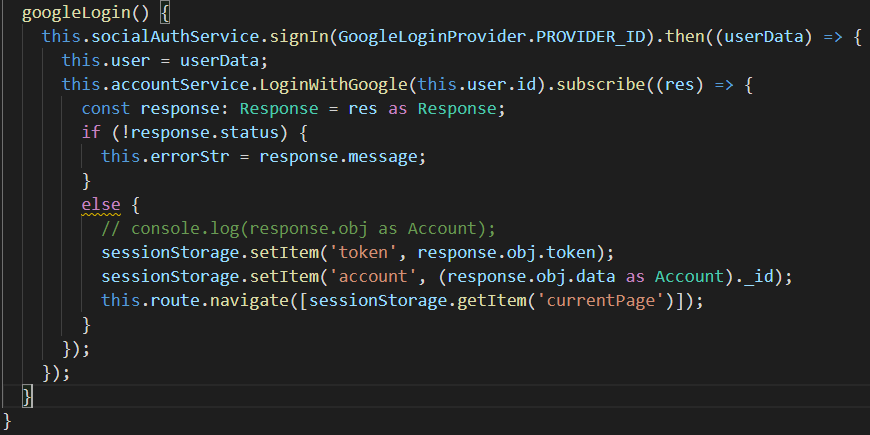 googleLogin() {
  this.socialAuthService.signIn(GoogleLoginProvider.PROVIDER_ID).then((userData) => {
    this.user = userData;
    this.accountService.LoginWithGoogle(this.user.id).subscribe((res) => {
      const response: Response = res as Response;
      if (!response.status) {
        this.errorStr = response.message;
      }
      else {
        // console.log(response.obj as Account);
        sessionStorage.setItem('token', response.obj.token);
        sessionStorage.setItem('account', (response.obj.data as Account)._id);
        this.route.navigate([sessionStorage.getItem('currentPage')]);
      }
    });
  });
}
}